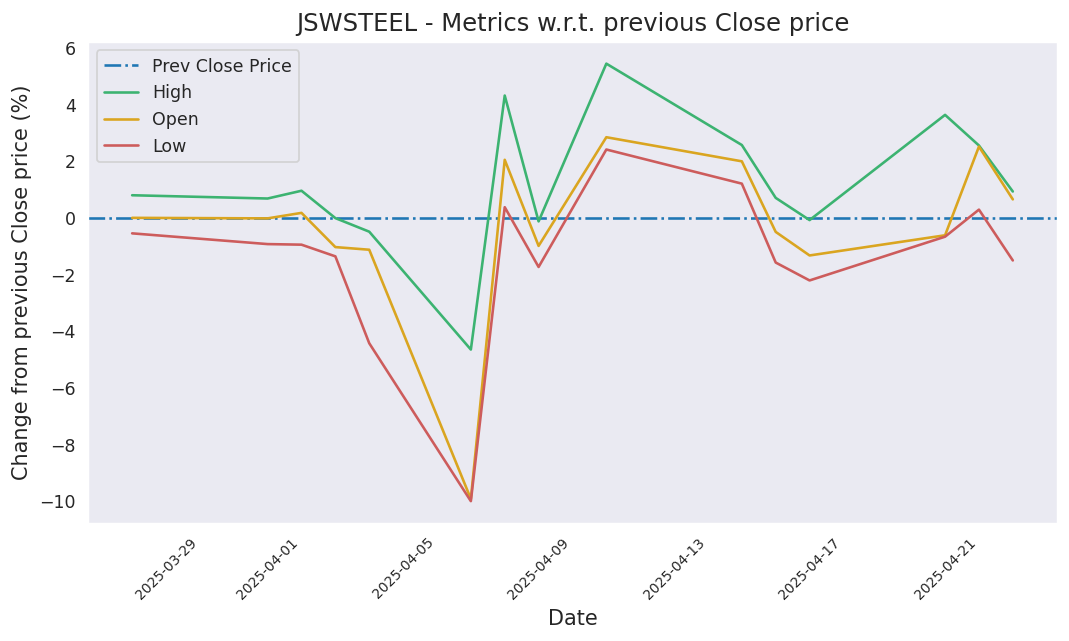 JSWSTEEL - Metrics w.r.t. previous Close price
Prev Close Price
High
Open
Low
Change from previous Close price (%)
6
4
2
0
−2
−4
−6
−8
−10
2025-03-29
2025-04-01
2025-04-05
2025-04-09
2025-04-13
2025-04-17
2025-04-21
Date